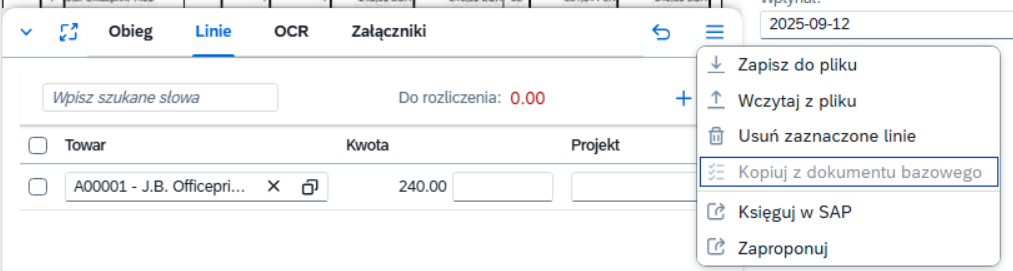 Wpłynął:
2025-09-12
Obieg Linie OCR Załączniki
Zapisz do pliku
Wpisz szukane słowa Do rozliczenia: 0.00 +
Wczytaj z pliku
Usuń zaznaczone linie
Towar Kwota Projekt
Kopiuj z dokumentu bazowego
A00001 - J.B. Officepri... 240.00
Księguj w SAP
Zaproponuj